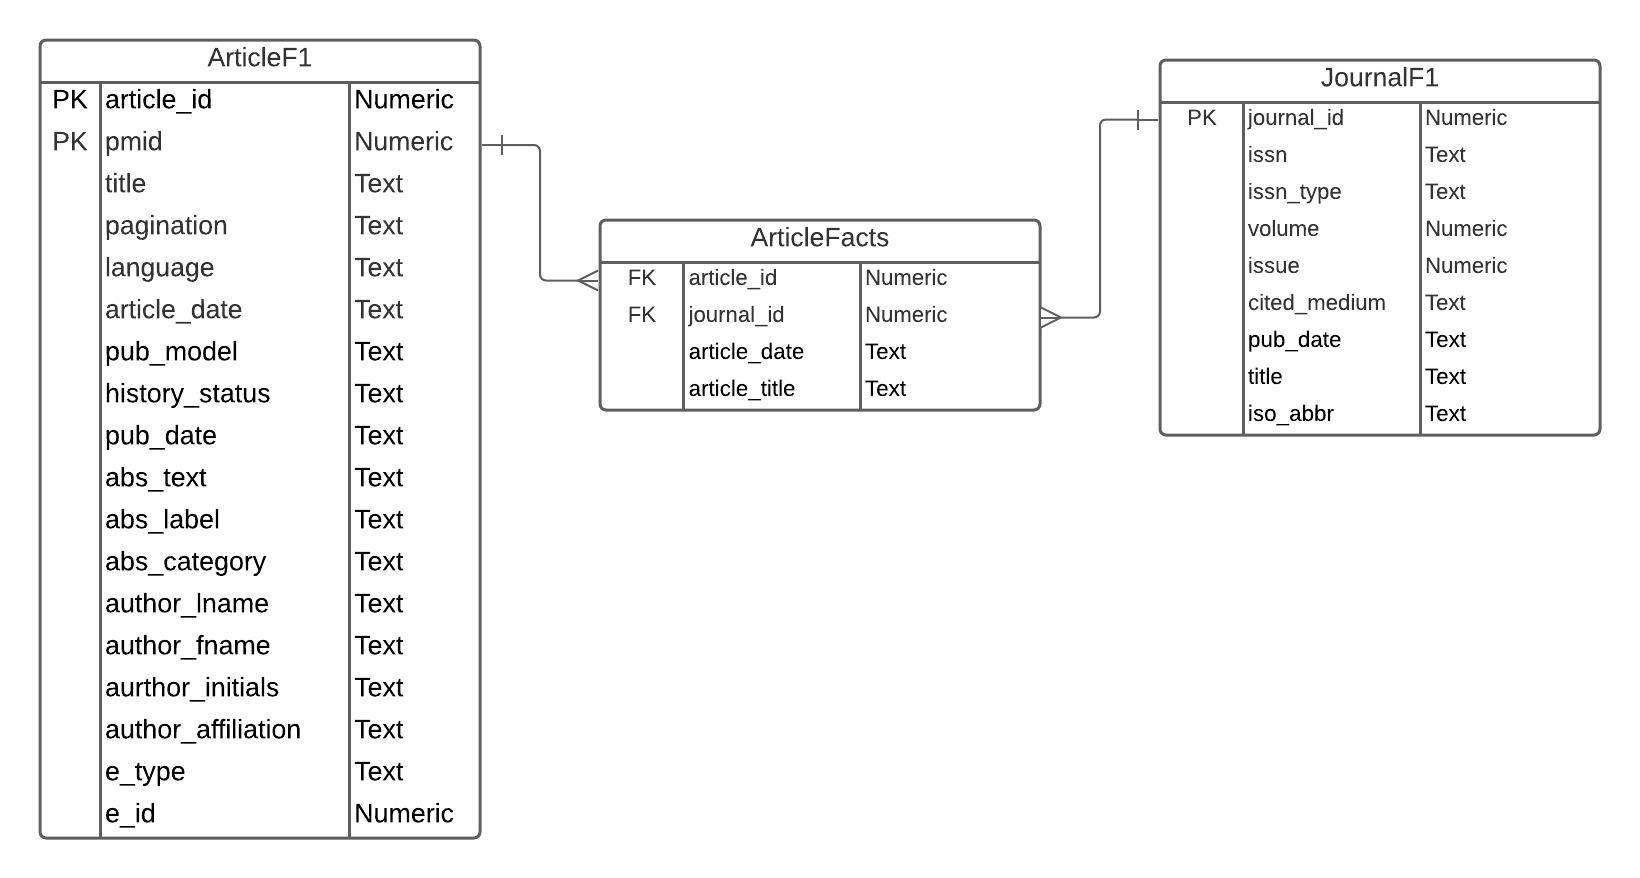 ArticleF1
PK article_id Numeric
PK pmid Numeric
title Text
pagination Text
language Text
article_date Text
pub_model Text
history_status Text
pub_date Text
abs_text Text
abs_label Text
abs_category Text
author_lname Text
author_fname Text
aurthor_initials Text
author_affiliation Text
e_type Text
e_id Numeric
ArticleFacts
FK article_id Numeric
FK journal_id Numeric
article_date Text
article_title Text
JournalF1
PK journal_id Numeric
issn Text
issn_type Text
volume Numeric
issue Numeric
cited_medium Text
pub_date Text
title Text
iso_abbr Text